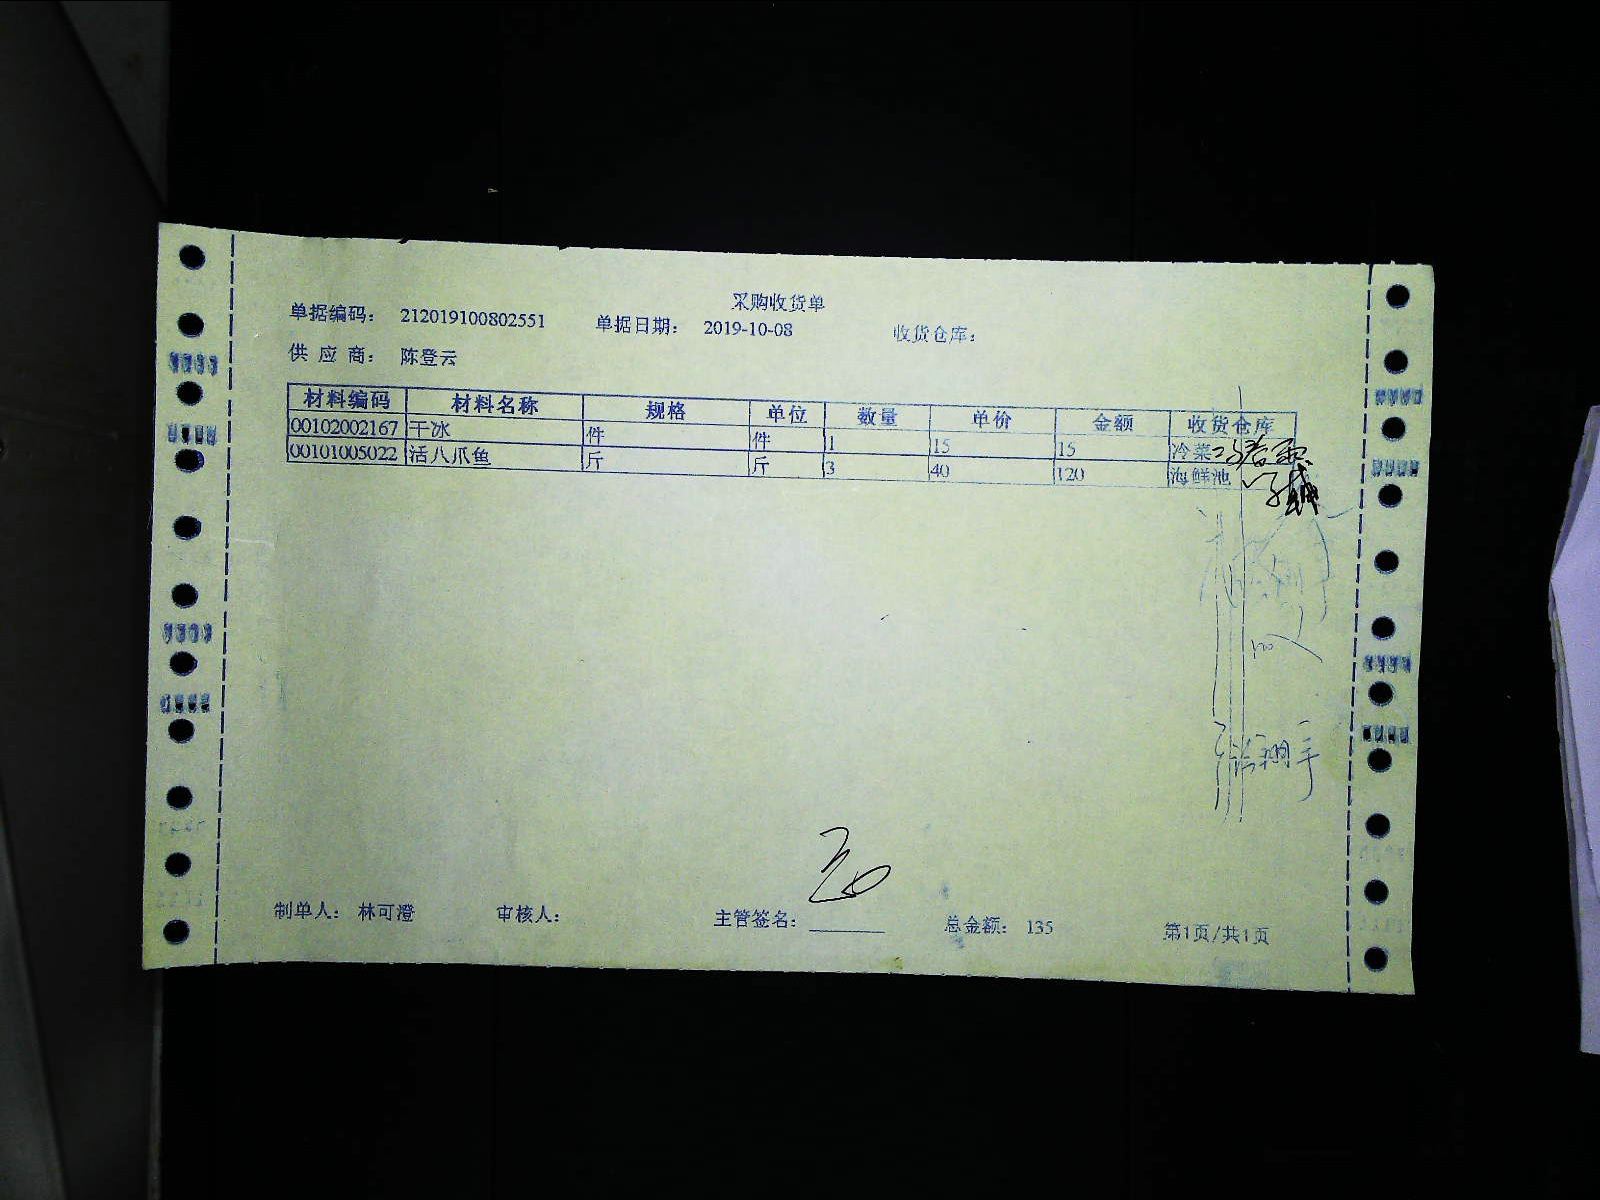 采购收货单
单据编码: 212019100802551 单据日期: 2019-10-08 收货仓库:
供 应 商: 陈登云
材料编码 材料名称 规格 单位 数量 单价 金额 收货仓库
00102002167 干冰 件 件 1 15 15 冷菜
00101005022 活八爪鱼 斤 斤 3 40 120 海鲜池
制单人: 林可澄 审核人: 主管签名: 总金额: 135 第1页/共1页